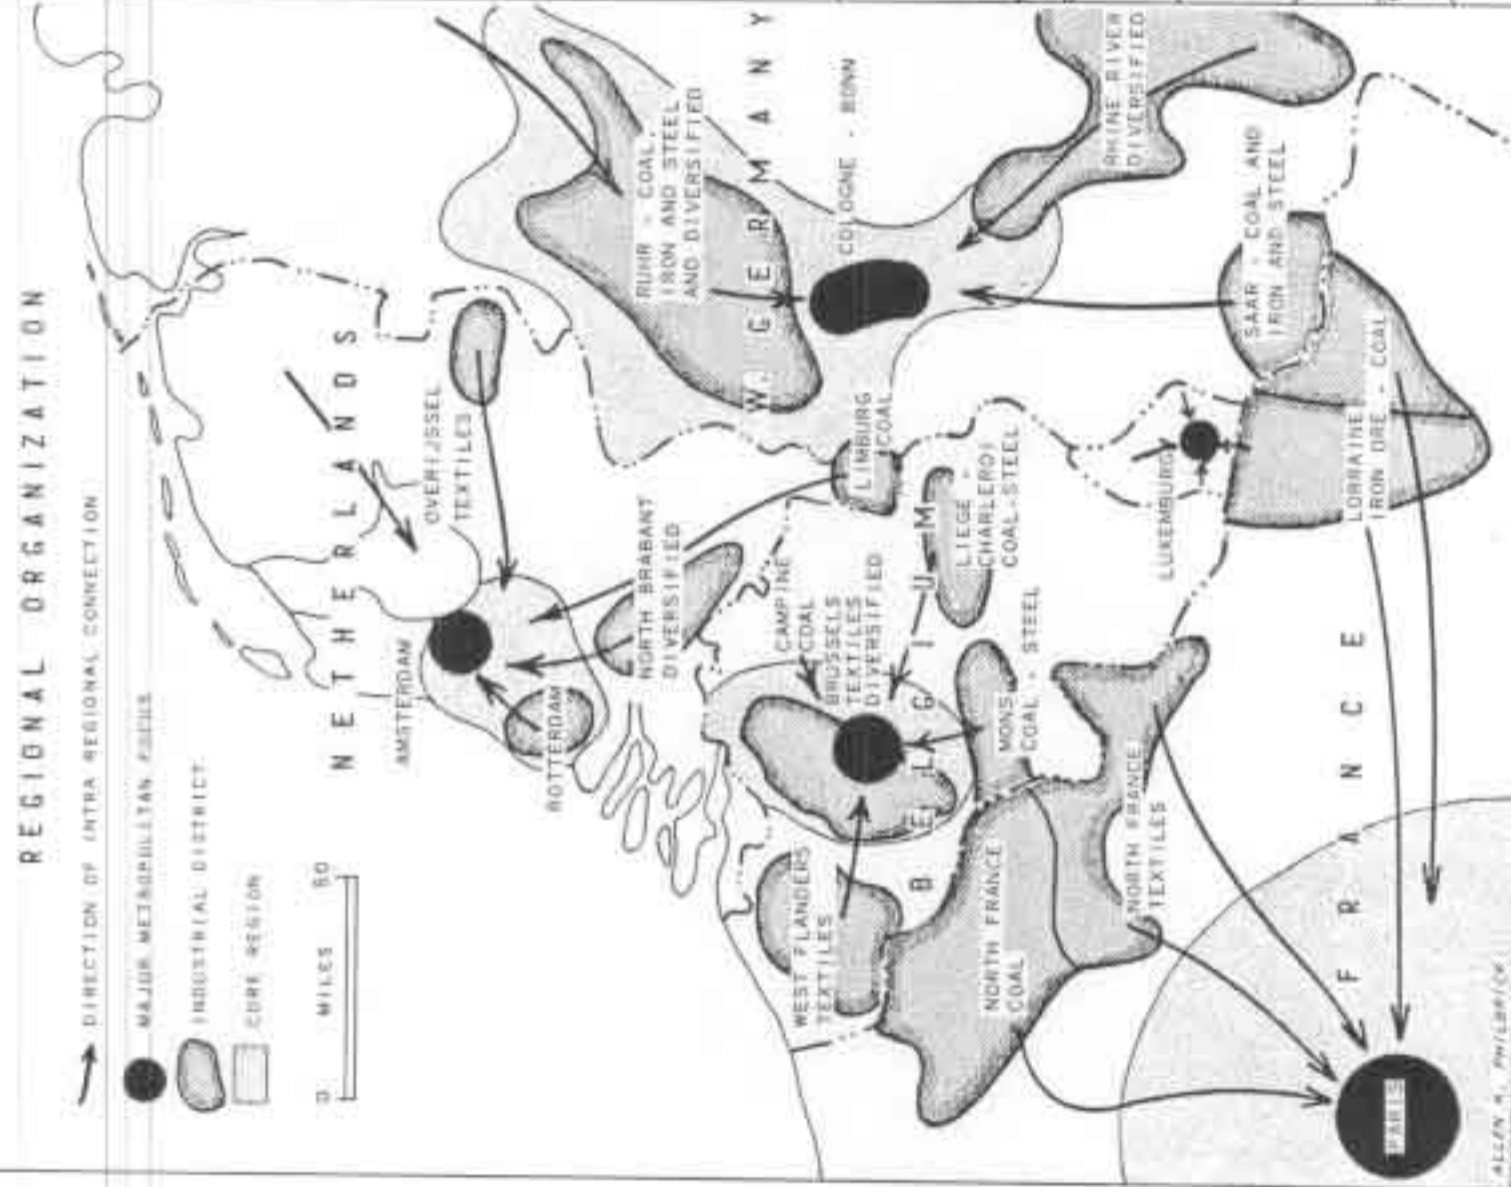 REGIONAL ORGANIZATION
DIRECTION OF INTRA REGIONAL CONNECTION
MAJOR METROPOLITAN FOCUS
INDUSTRIAL DISTRICT
CORE REGION
0 MILES 50
NETHERLANDS
AMSTERDAM
ROTTERDAM
OVERIJSSEL
TEXTILES
NORTH BRABANT
DIVERSIFIED
W. GERMANY
RUHR - COAL,
IRON AND STEEL
AND DIVERSIFIED
COLOGNE - BONN
RHINE RIVER
DIVERSIFIED
SAAR - COAL AND
IRON AND STEEL
LIMBURG
COAL
CAMPINE
COAL
BRUSSELS
TEXTILES
DIVERSIFIED
LIEGE -
CHARLEROI
COAL-STEEL
BELGIUM
MONS
COAL - STEEL
WEST FLANDERS
TEXTILES
NORTH FRANCE
COAL
NORTH FRANCE
TEXTILES
LUXEMBURG
LORRAINE
IRON ORE - COAL
FRANCE
PARIS
ALLEN K. PHILBRICK